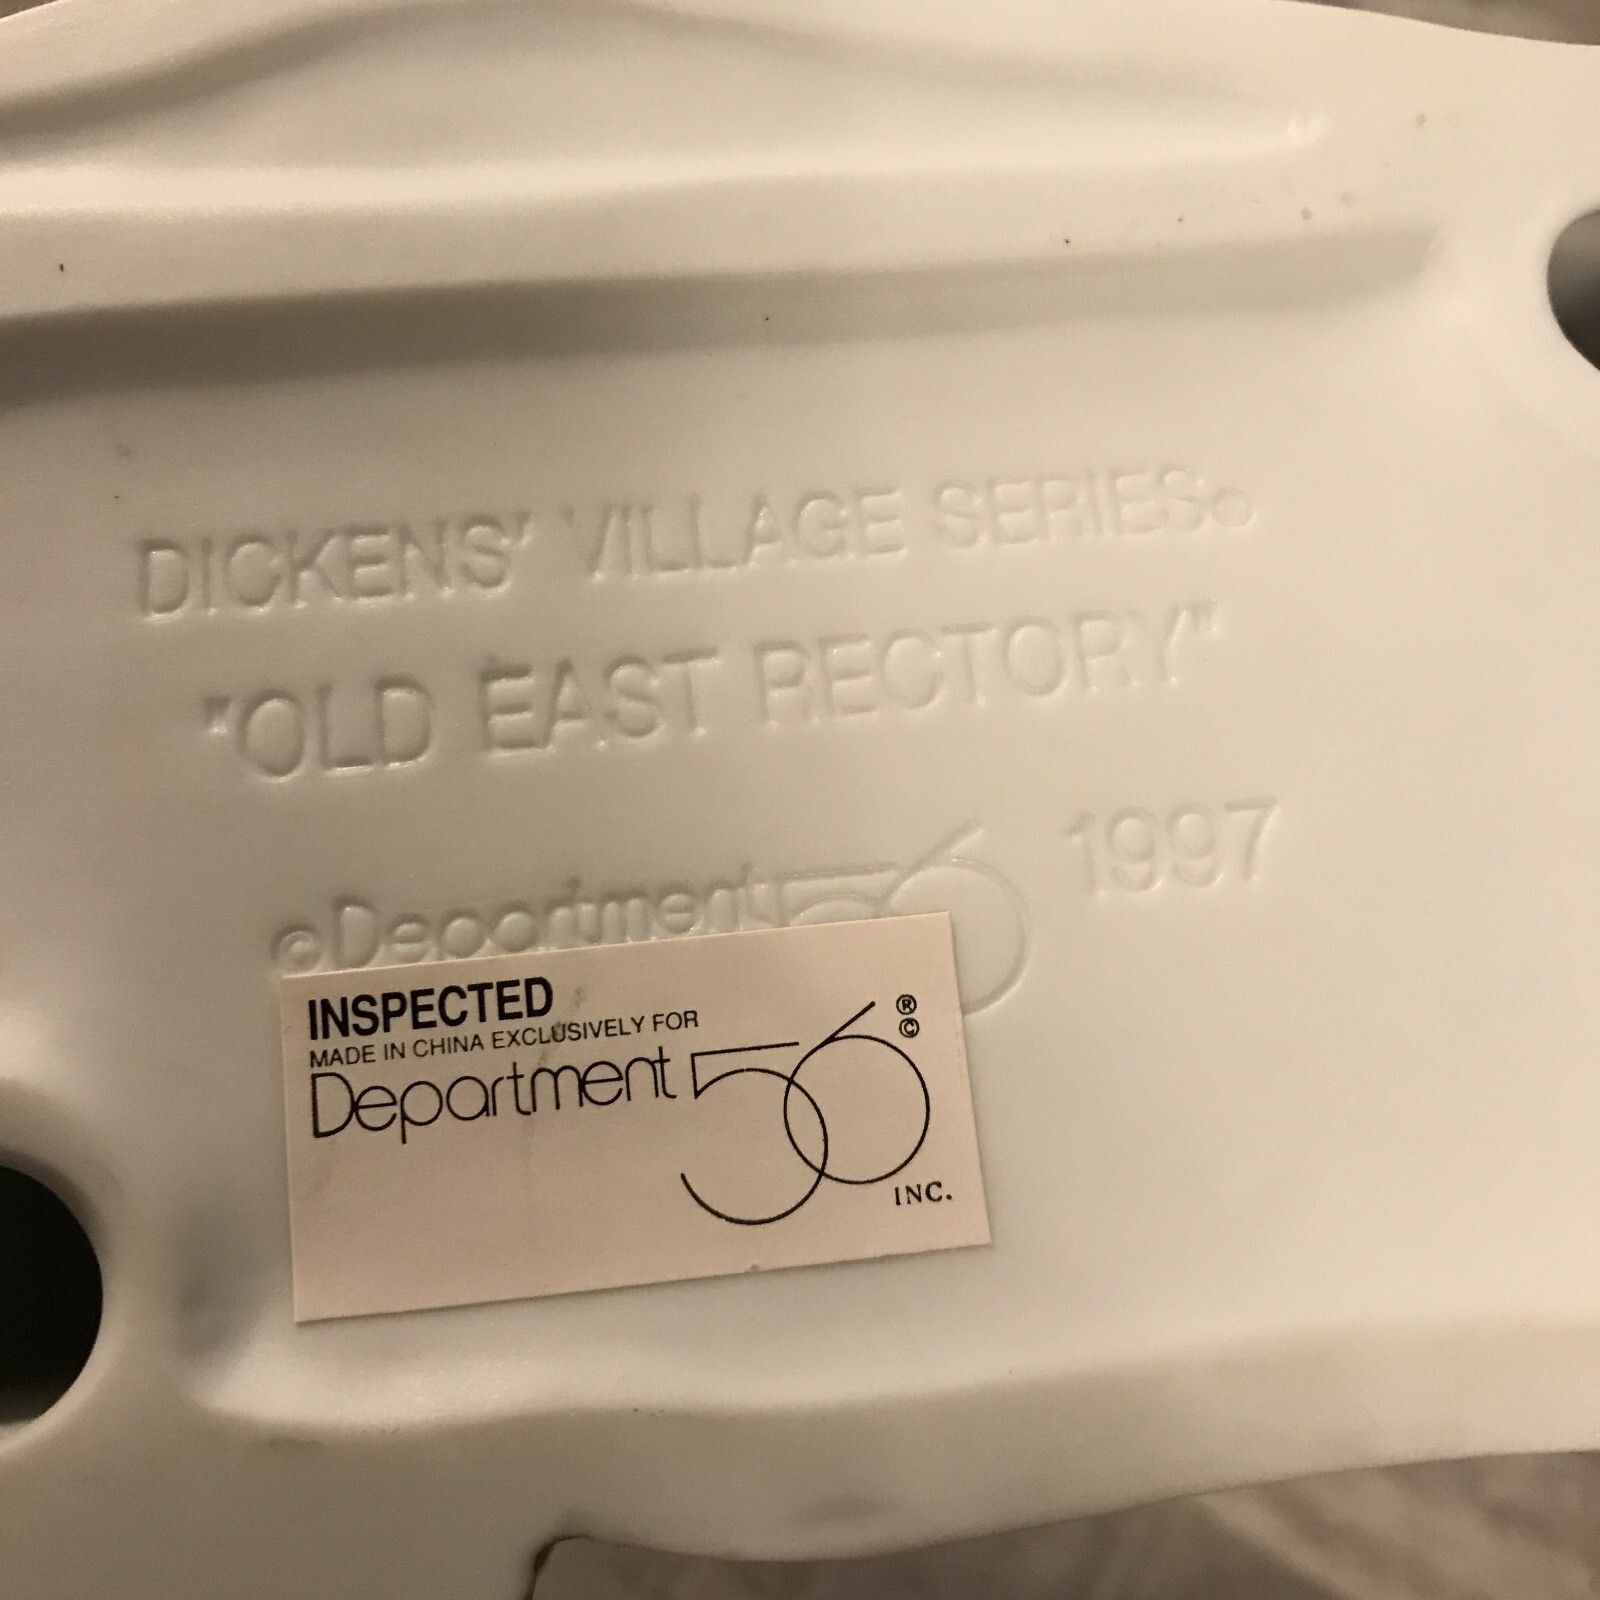 DICKENS' VILLAGE SERIES®
"OLD EAST RECTORY"
©Department 56 1997
INSPECTED
MADE IN CHINA EXCLUSIVELY FOR
Department 56 ® ©
INC.